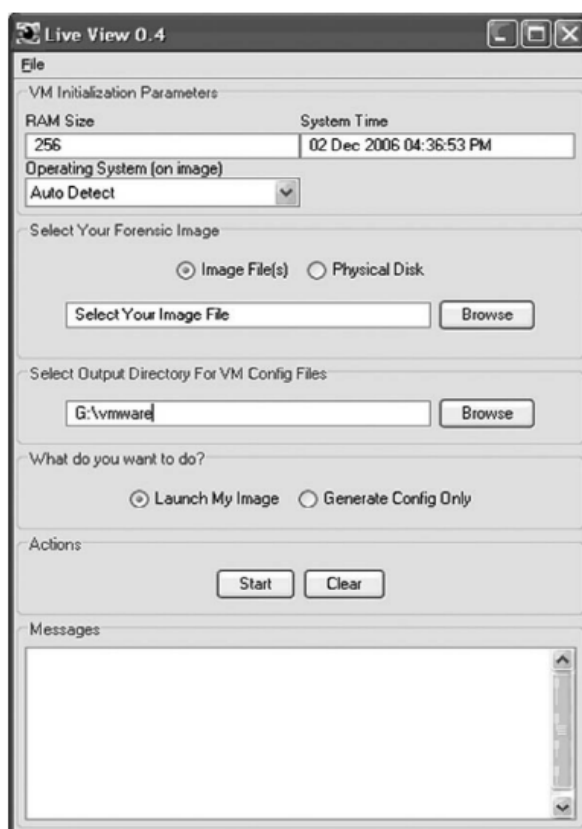 Live View 0.4
File
VM Initialization Parameters
RAM Size System Time
256 02 Dec 2006 04:36:53 PM
Operating System (on image)
Auto Detect
Select Your Forensic Image
Image File(s) Physical Disk
Select Your Image File Browse
Select Output Directory For VM Config Files
G:\vmware Browse
What do you want to do?
Launch My Image Generate Config Only
Actions
Start Clear
Messages